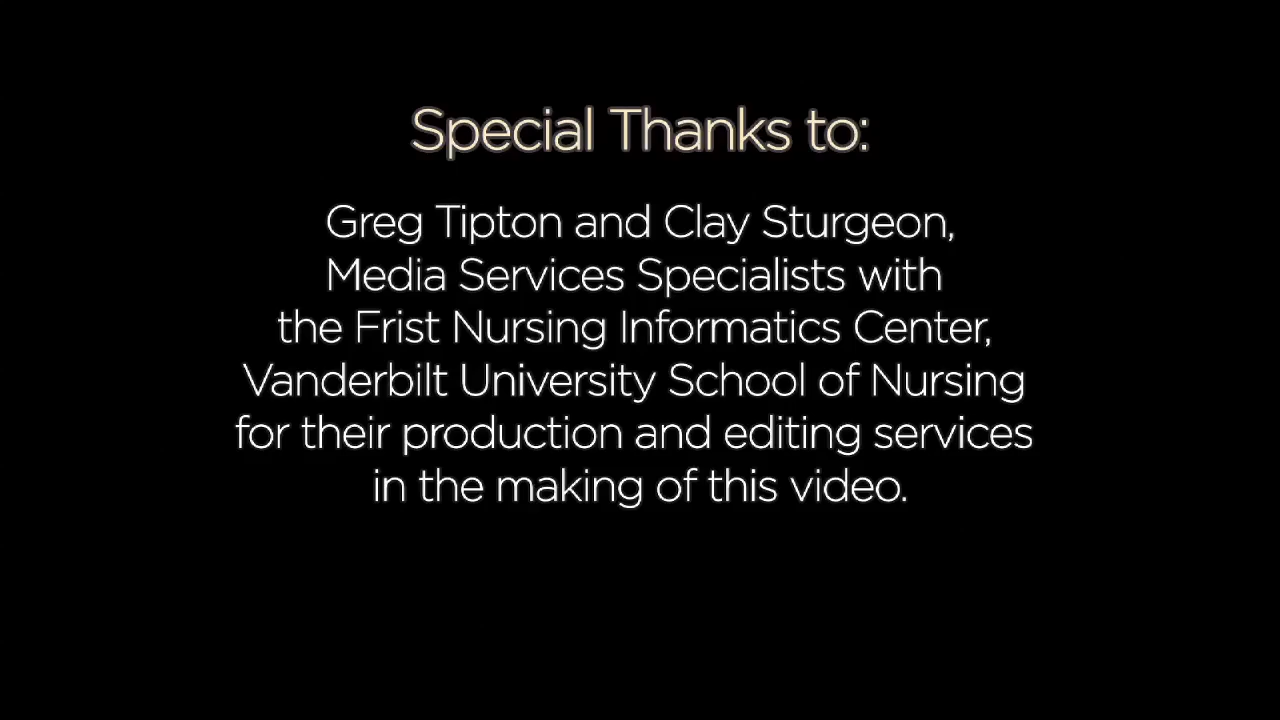 Special Thanks to:
Greg Tipton and Clay Sturgeon,
Media Services Specialists with
the Frist Nursing Informatics Center,
Vanderbilt University School of Nursing
for their production and editing services
in the making of this video.